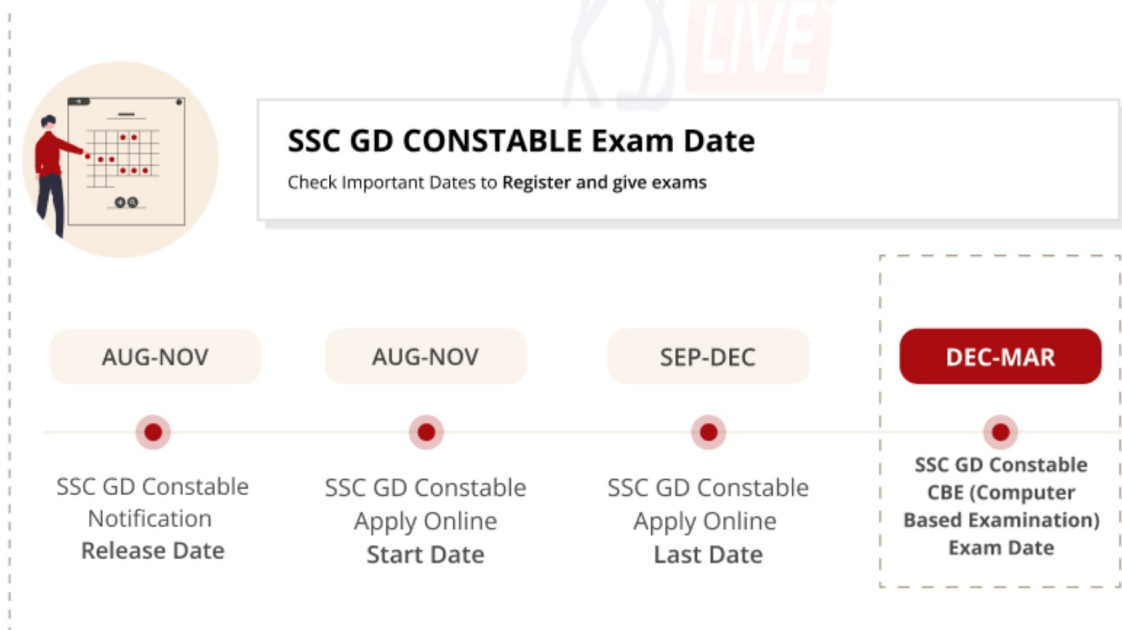 LIVE
SSC GD CONSTABLE Exam Date
Check Important Dates to Register and give exams
AUG-NOV
AUG-NOV
SEP-DEC
DEC-MAR
SSC GD Constable
Notification
Release Date
SSC GD Constable
Apply Online
Start Date
SSC GD Constable
Apply Online
Last Date
SSC GD Constable
CBE (Computer
Based Examination)
Exam Date